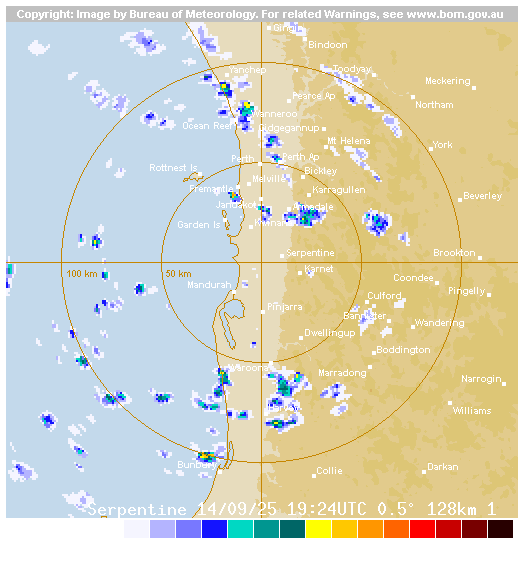 Copyright: Image by Bureau of Meteorology. For related Warnings, see www.bom.gov.au
Gingin
Bindoon
Yanchep
Toodyay
Meckering
Pearce Ap
Northam
Wanneroo
Ocean Reef
Gidgegannup
Mt Helena
York
Perth
Perth Ap
Rottnest Is
Bickley
Melville
Fremantle
Karragullen
Beverley
Jandakot
Armadale
Garden Is
Kwinana
Serpentine
Brookton
100 km
50 km
Karnet
Coondee
Mandurah
Pingelly
Culford
Pinjarra
Bannister
Wandering
Dwellingup
Boddington
Waroona
Marradong
Narrogin
Williams
Bunbury
Collie
Darkan
Serpentine 14/09/25 19:24UTC 0.5° 128km 1